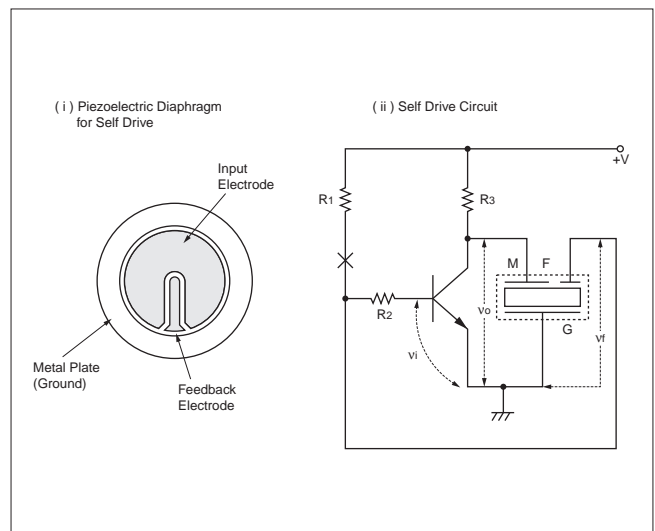 ( i ) Piezoelectric Diaphragm
for Self Drive
Input
Electrode
Metal Plate
(Ground)
Feedback
Electrode
( ii ) Self Drive Circuit
+V
R1
R3
M
F
R2
vo
G
vf
vi